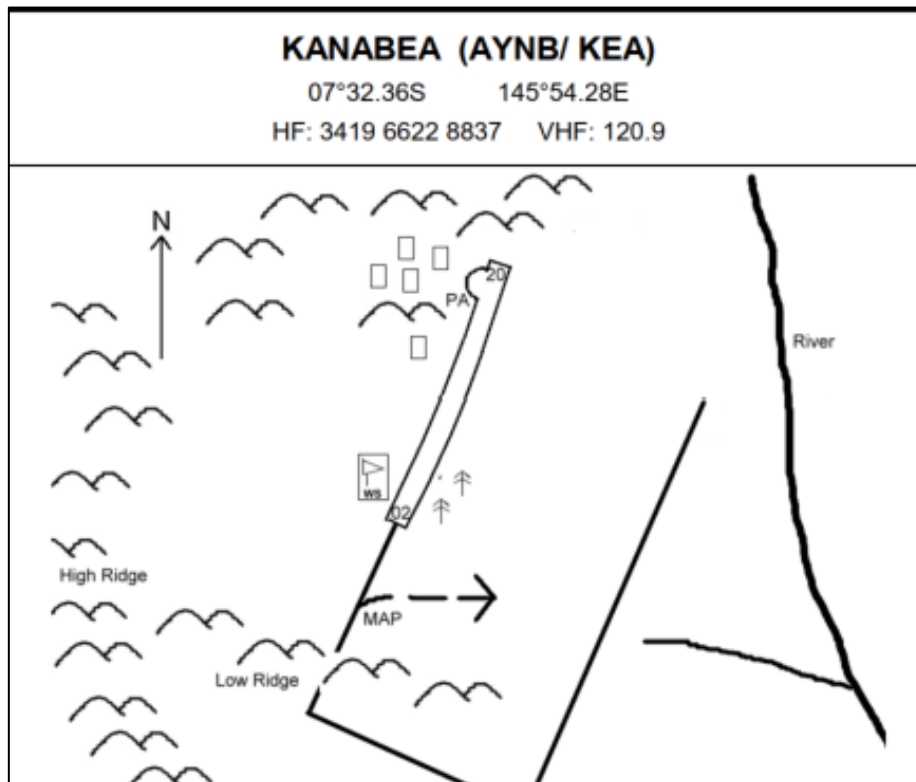 KANABEA (AYNB/ KEA)
07°32.36S 145°54.28E
HF: 3419 6622 8837 VHF: 120.9
N
20
PA
River
WS
02
High Ridge
MAP
Low Ridge